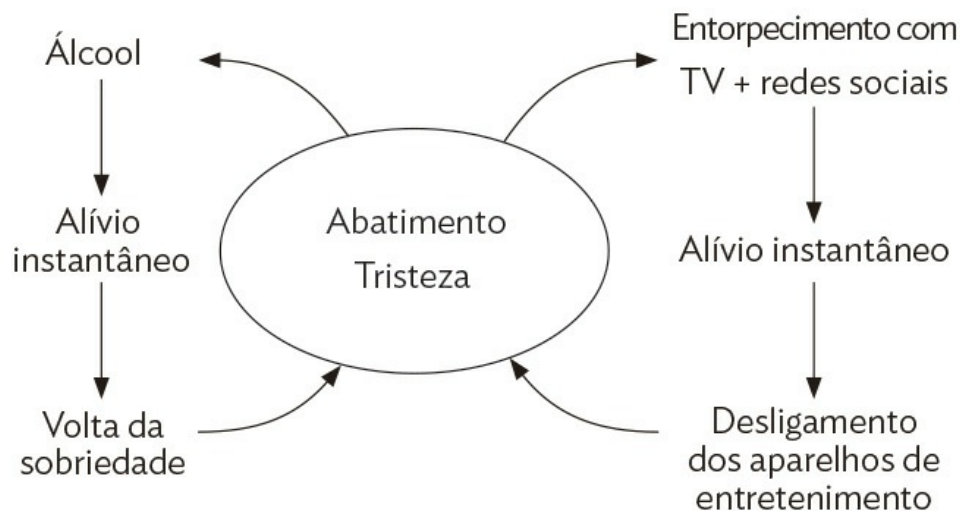 Álcool
Alívio
instantâneo
Volta da
sobriedade
Abatimento
Tristeza
Entorpecimento com
TV + redes sociais
Alívio instantâneo
Desligamento
dos aparelhos de
entretenimento